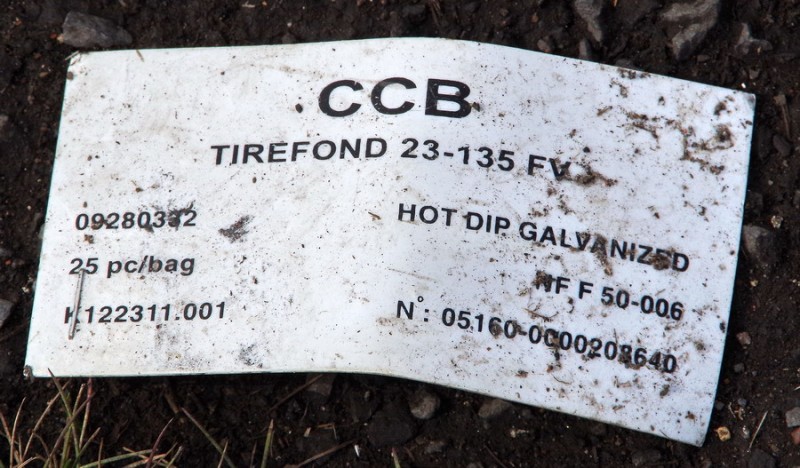 CCB
TIREFOND 23-135 FV
09280332
HOT DIP GALVANIZED
25 pc/bag
NF F 50-006
K122311.001
N°: 05160-0000208640